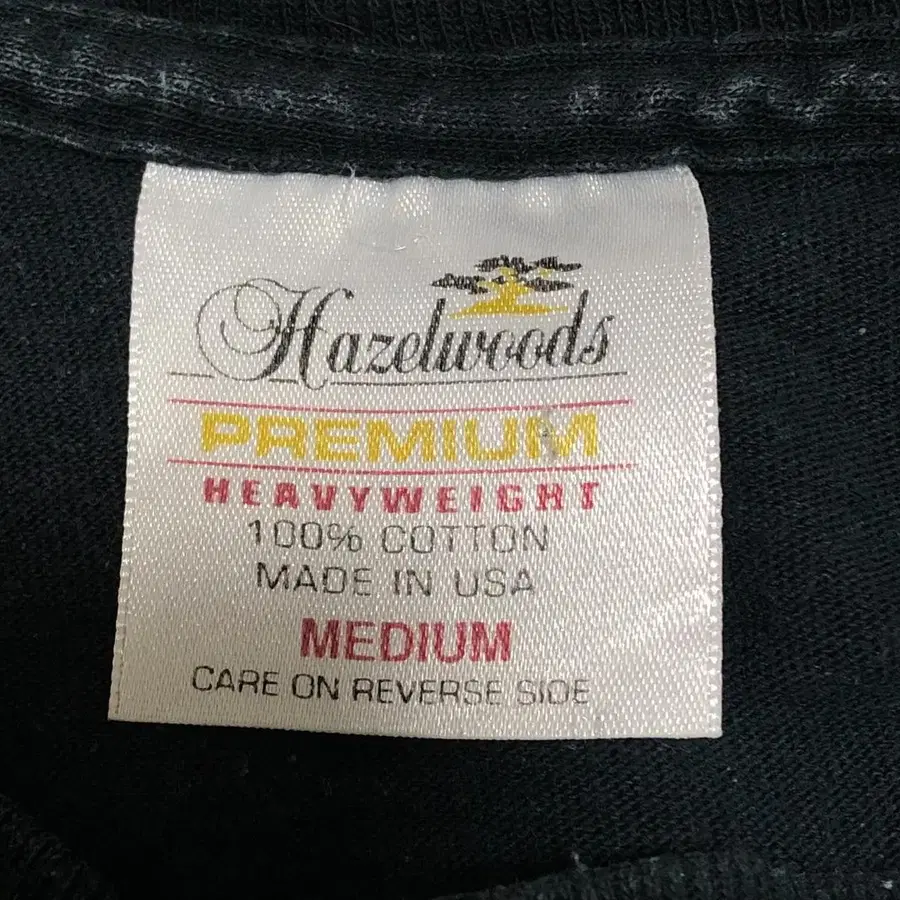 Hazelwoods
PREMIUM
HEAVYWEIGHT
100% COTTON
MADE IN USA
MEDIUM
CARE ON REVERSE SIDE